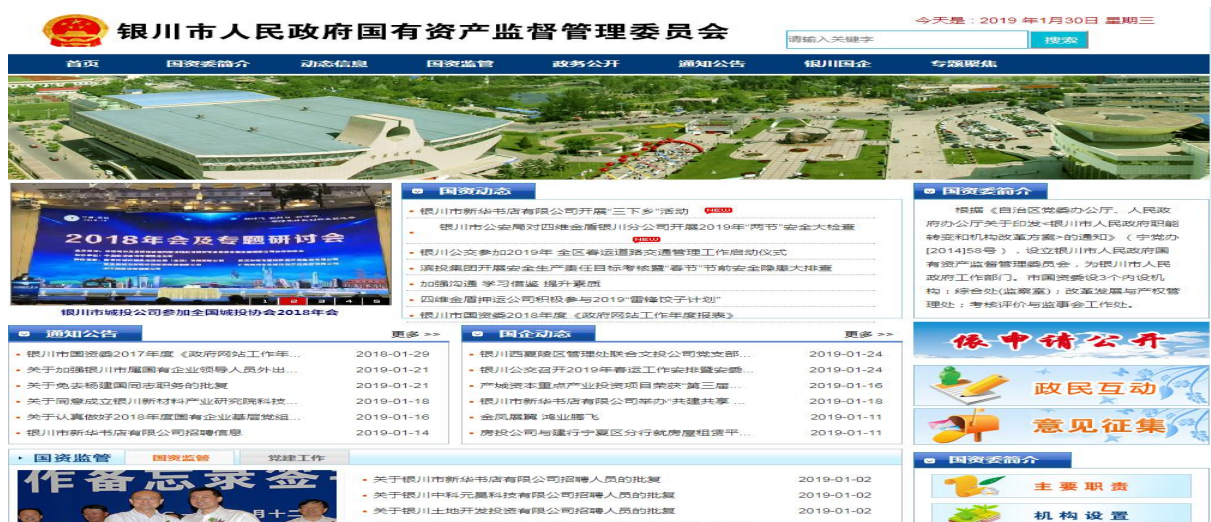 银川市人民政府国有资产监督管理委员会
今天是：2019 年1月30日 星期三
请输入关键字
搜索
首页 国资委简介 动态信息 国资监管 政务公开 通知公告 银川国企 专题聚焦
2018年会及专题研讨会
1 2 3 4 5
银川市城投公司参加全国城投协会2018年会
国资动态
银川市新华书店有限公司开展“三下乡”活动 NEW
银川市公安局对四维金盾银川分公司开展2019年“两节”安全大检查 NEW
银川公交参加2019年 全区春运道路交通管理工作启动仪式
滨投集团开展安全生产责任目标考核暨“春节”节前安全隐患大排查
加强沟通 学习借鉴 提升素质
四维金盾押运公司积极参与2019“雷锋饺子计划”
银川市国资委2018年度《政府网站工作年度报表》
国资委简介
根据《自治区党委办公厅、人民政
府办公厅关于印发<银川市人民政府职能
转变和机构改革方案>的通知》（宁党办
[2014]58号），设立银川市人民政府国
有资产监督管理委员会，为银川市人民
政府工作部门。市国资委设3个内设机
构：综合处(监察室)；改革发展与产权管
理处；考核评价与监事会工作处。
通知公告 更多 >>
银川市国资委2017年度《政府网站工作年... 2018-01-29
关于加强银川市属国有企业领导人员外出... 2019-01-21
关于免去杨建国同志职务的批复 2019-01-21
关于同意成立银川新材料产业研究院科技... 2019-01-18
关于认真做好2018年度国有企业基层党组... 2019-01-16
银川市新华书店有限公司招聘信息 2019-01-14
国企动态 更多 >>
银川西夏陵区管理处联合交投公司党支部... 2019-01-24
银川公交召开2019年春运工作安排暨安委... 2019-01-24
产城资本重点产业投资项目荣获“第三届... 2019-01-16
银川市新华书店有限公司举办“共建共享 ... 2019-01-18
金凤展翼 鸿业腾飞 2019-01-11
房投公司与建行宁夏区分行就房屋租赁平... 2019-01-11
依申请公开
政民互动
意见征集
国资监管 国资监管 党建工作
作备忘录签
关于银川市新华书店有限公司招聘人员的批复 2019-01-02
关于银川中科元晨科技有限公司招聘人员的批复 2019-01-02
关于银川土地开发投资有限公司招聘人员的批复 2019-01-02
国资委简介
主要职责
机构设置